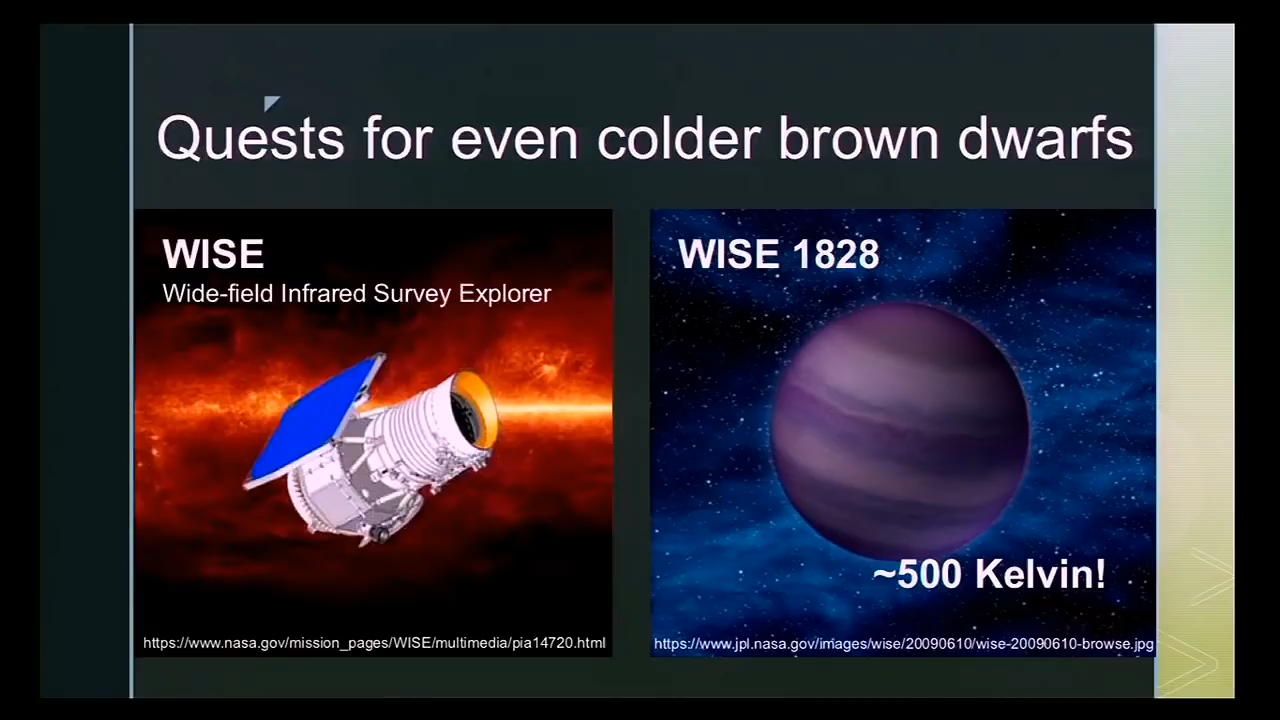 Quests for even colder brown dwarfs
WISE
Wide-field Infrared Survey Explorer
https://www.nasa.gov/mission_pages/WISE/multimedia/pia14720.html
WISE 1828
~500 Kelvin!
https://www.jpl.nasa.gov/images/wise/20090610/wise-20090610-browse.jpg